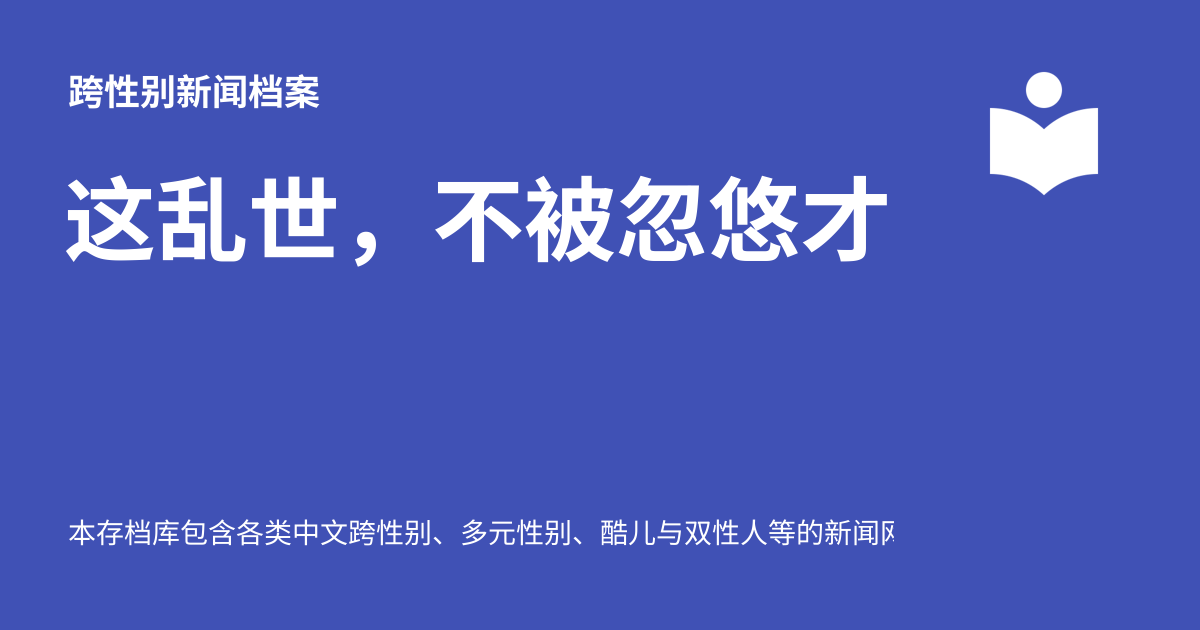 跨性别新闻档案
这乱世，不被忽悠才
本存档库包含各类中文跨性别、多元性别、酷儿与双性人等的新闻